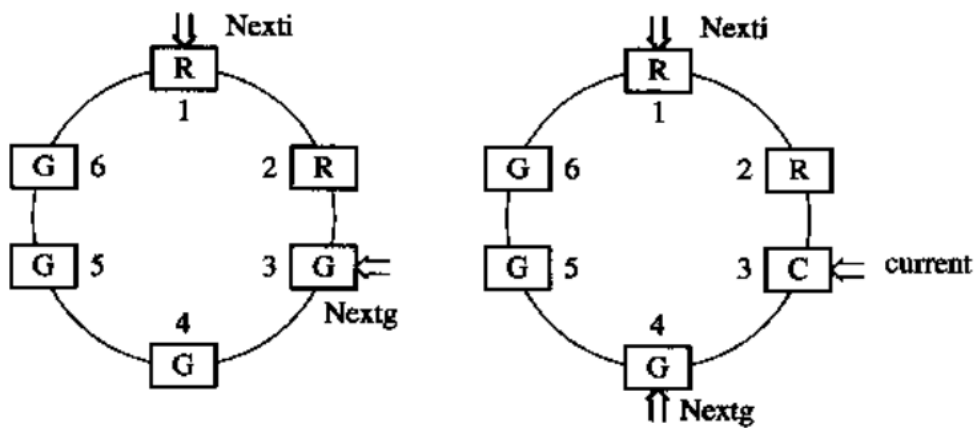 Nexti
R
1
G 6 2 R
G 5 3 G
Nextg
4
G
Nexti
R
1
G 6 2 R
G 5 3 C current
4
G
Nextg